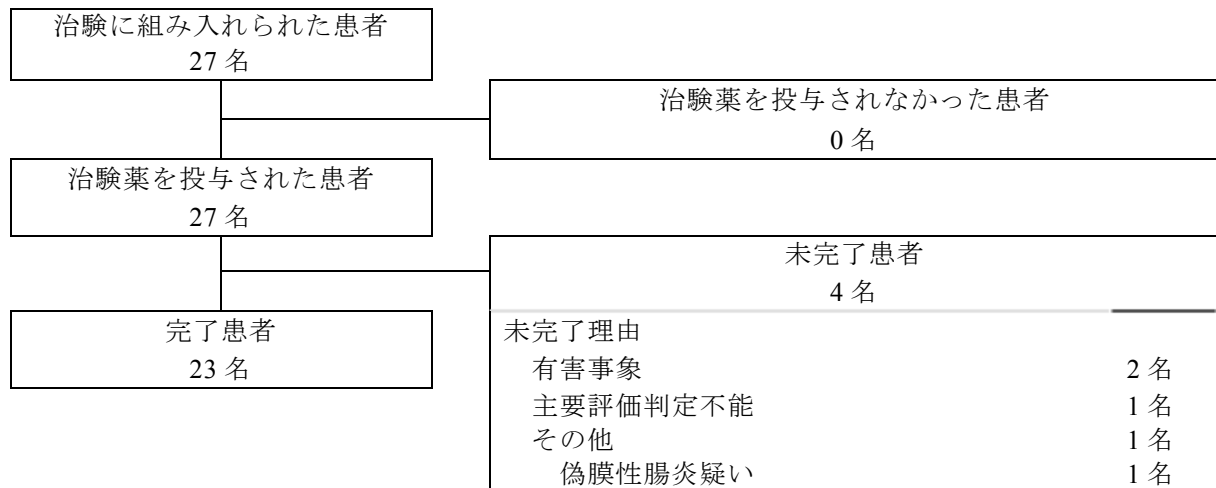 治験に組み入れられた患者
27 名
治験薬を投与されなかった患者
0 名
治験薬を投与された患者
27 名
未完了患者
4 名
完了患者
23 名
未完了理由
有害事象 2 名
主要評価判定不能 1 名
その他 1 名
偽膜性腸炎疑い 1 名